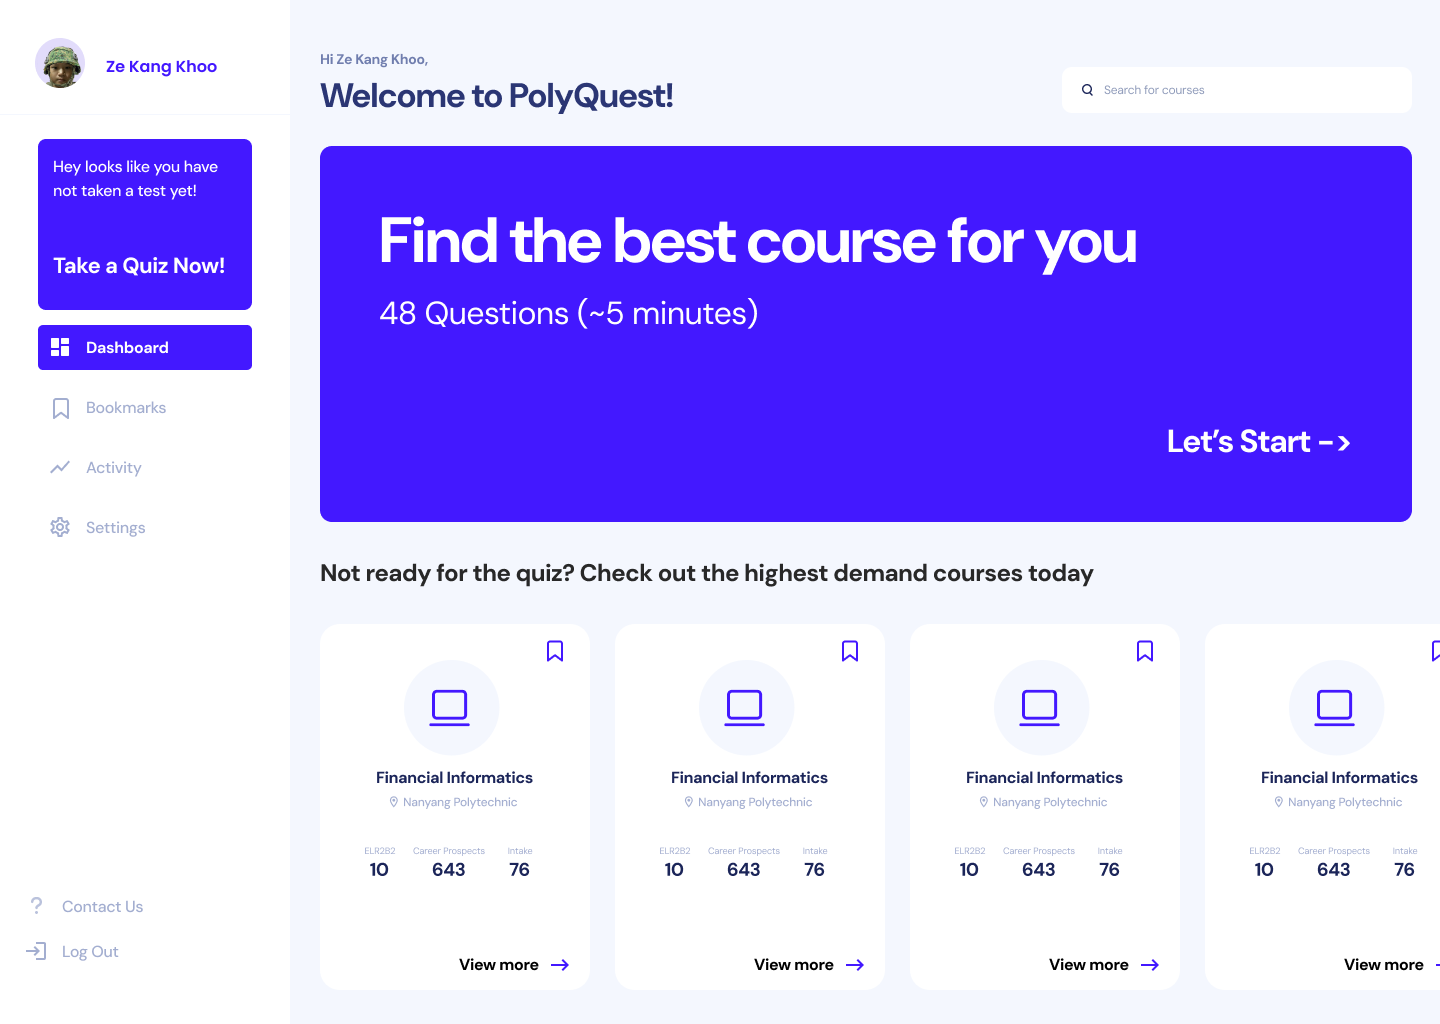 Ze Kang Khoo
Hey looks like you have
not taken a test yet!
Take a Quiz Now!
Dashboard
Bookmarks
Activity
Settings
Contact Us
Log Out
Hi Ze Kang Khoo,
Welcome to PolyQuest!
Search for courses
Find the best course for you
48 Questions (~5 minutes)
Let's Start ->
Not ready for the quiz? Check out the highest demand courses today
Financial Informatics
Nanyang Polytechnic
ELR2B2 Career Prospects Intake
10 643 76
View more
Financial Informatics
Nanyang Polytechnic
ELR2B2 Career Prospects Intake
10 643 76
View more
Financial Informatics
Nanyang Polytechnic
ELR2B2 Career Prospects Intake
10 643 76
View more
Financial Informatics
Nanyang Polytechnic
ELR2B2 Career Prospects Intake
10 643 76
View more